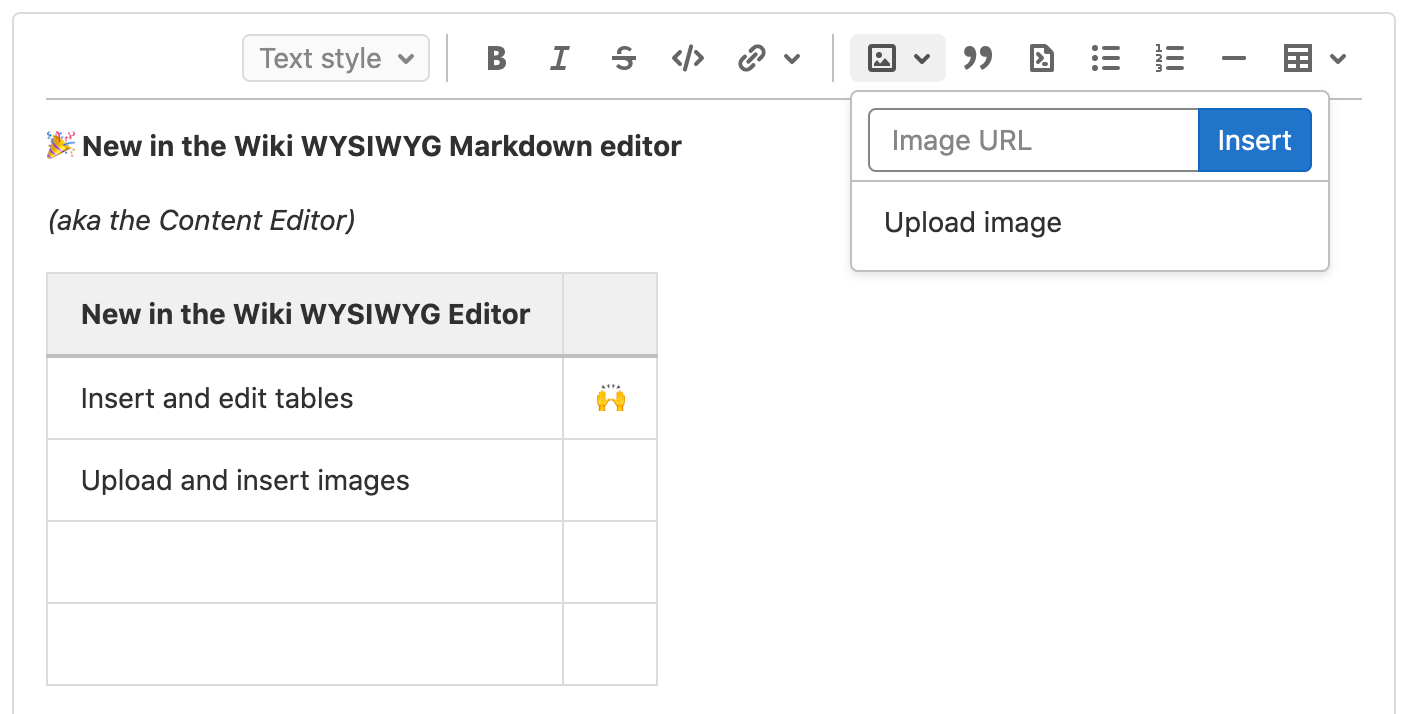 Text style
Image URL
Insert
Upload image
🎉 New in the Wiki WYSIWYG Markdown editor
(aka the Content Editor)
New in the Wiki WYSIWYG Editor
Insert and edit tables 🙌
Upload and insert images